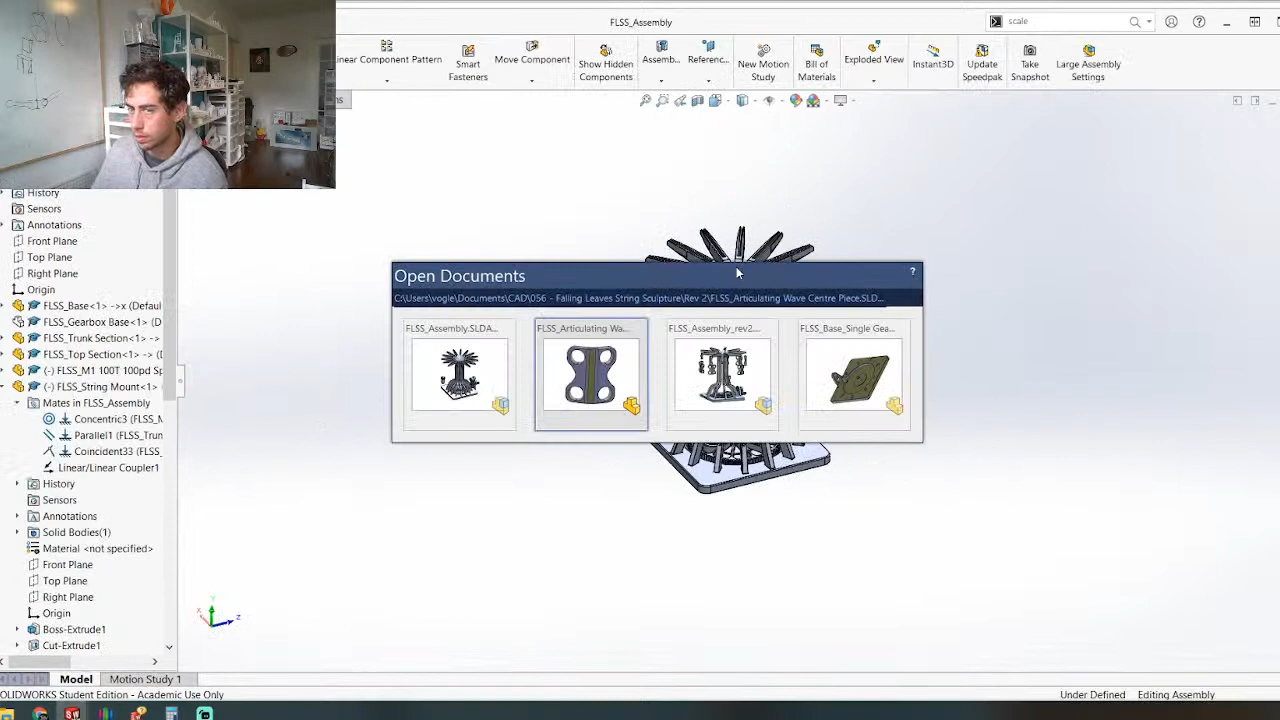 FLSS_Assembly
scale
?
Linear Component Pattern
Smart
Fasteners
Move Component
Show Hidden
Components
Assemb...
Referenc...
New Motion
Study
Bill of
Materials
Exploded View
Instant3D
Update
Speedpak
Take
Snapshot
Large Assembly
Settings
History
Sensors
Annotations
Front Plane
Top Plane
Right Plane
Origin
FLSS_Base<1> ->x (Defaul
FLSS_Gearbox Base<1> (D
FLSS_Trunk Section<1> ->
FLSS_Top Section<1> ->
(-) FLSS_M1 100T 100pd Sp
(-) FLSS_String Mount<1>
Mates in FLSS_Assembly
Concentric3 (FLSS_M
Parallel1 (FLSS_Trun
Coincident33 (FLSS_
Linear/Linear Coupler1
History
Sensors
Annotations
Solid Bodies(1)
Material <not specified>
Front Plane
Top Plane
Right Plane
Origin
Boss-Extrude1
Cut-Extrude1
Open Documents
?
C:\Users\vogle\Documents\CAD\056 - Falling Leaves String Sculpture\Rev 2\FLSS_Articulating Wave Centre Piece.SLD...
FLSS_Assembly.SLDA...
FLSS_Articulating Wa...
FLSS_Assembly_rev2....
FLSS_Base_Single Gea...
X
Y
Z
Model
Motion Study 1
SOLIDWORKS Student Edition - Academic Use Only
Under Defined
Editing Assembly